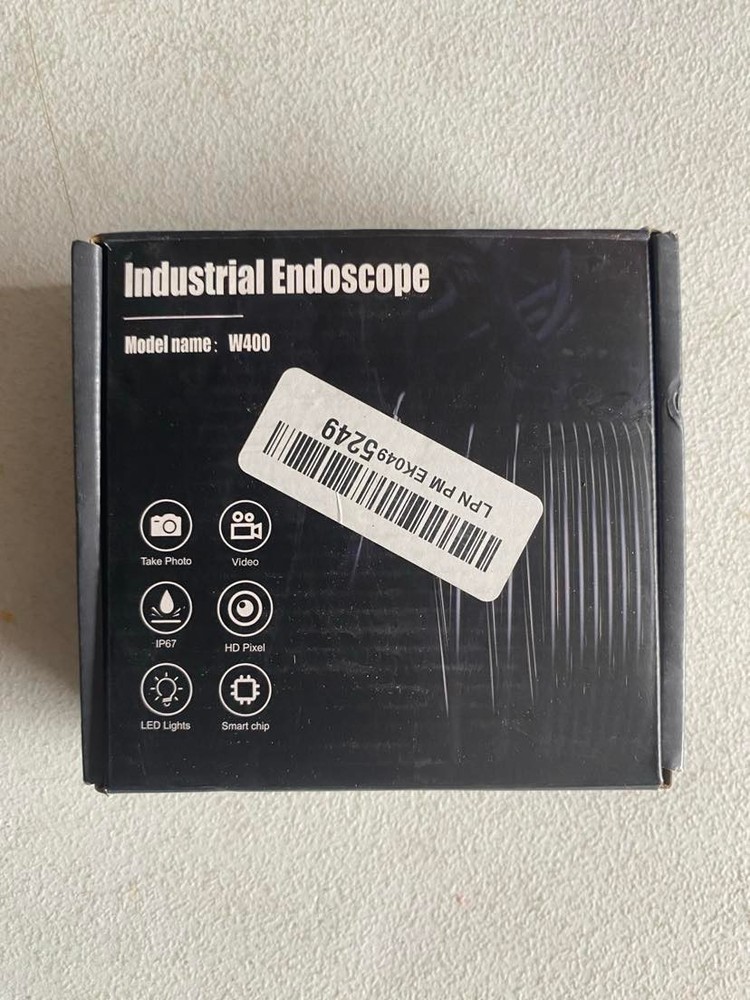 Industrial Endoscope
Model name: W400
LPN PM EK0495249
Take Photo
Video
IP67
HD Pixel
LED Lights
Smart chip